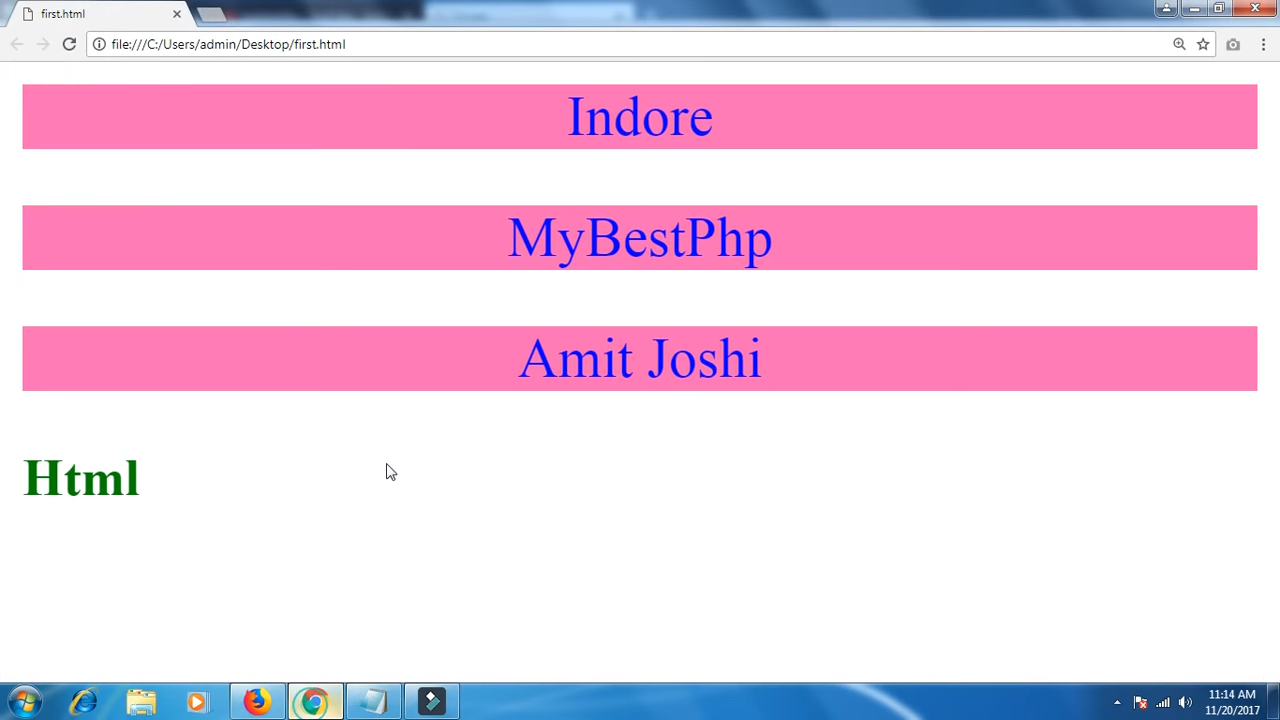 first.html
file:///C:/Users/admin/Desktop/first.html
Indore
MyBestPhp
Amit Joshi
Html
11:14 AM
11/20/2017